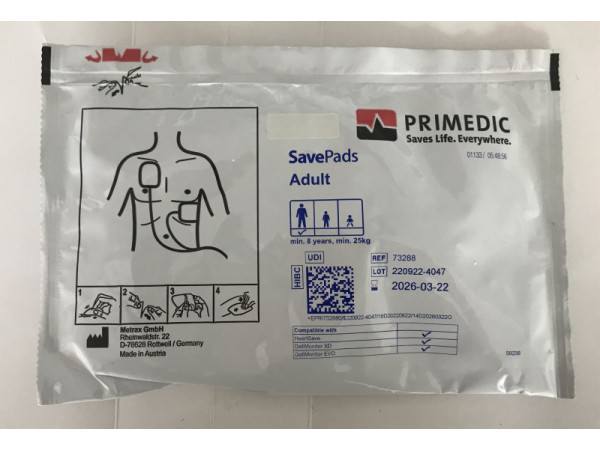 PRIMEDIC
Saves Life. Everywhere.
01133 / 05:48:56
SavePads
Adult
min. 8 years, min. 25kg
UDI
HIBC
REF 73288
LOT 220922-4047
2026-03-22
1 2 3 4
Metrax GmbH
Rheinwaldstr. 22
D-78628 Rottweil / Germany
Made in Austria
Compatible with
HeartSave
DefiMonitor XD
DefiMonitor EVO